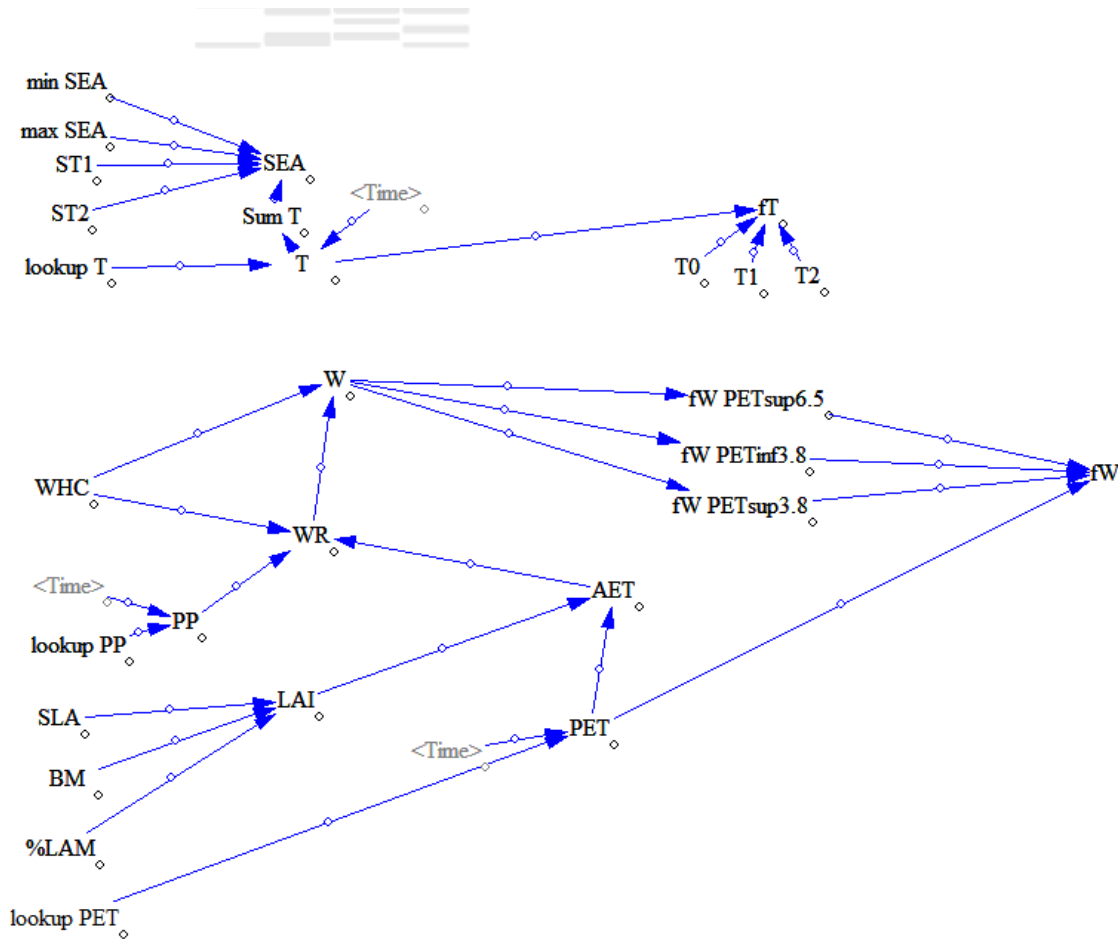 min SEA
max SEA
ST1
SEA
ST2
<Time>
Sum T
fT
lookup T
T
T0
T1
T2
W
fW PETsup6.5
fW PETinf3.8
fW
WHC
fW PETsup3.8
WR
<Time>
AET
PP
lookup PP
LAI
SLA
PET
<Time>
BM
%LAM
lookup PET